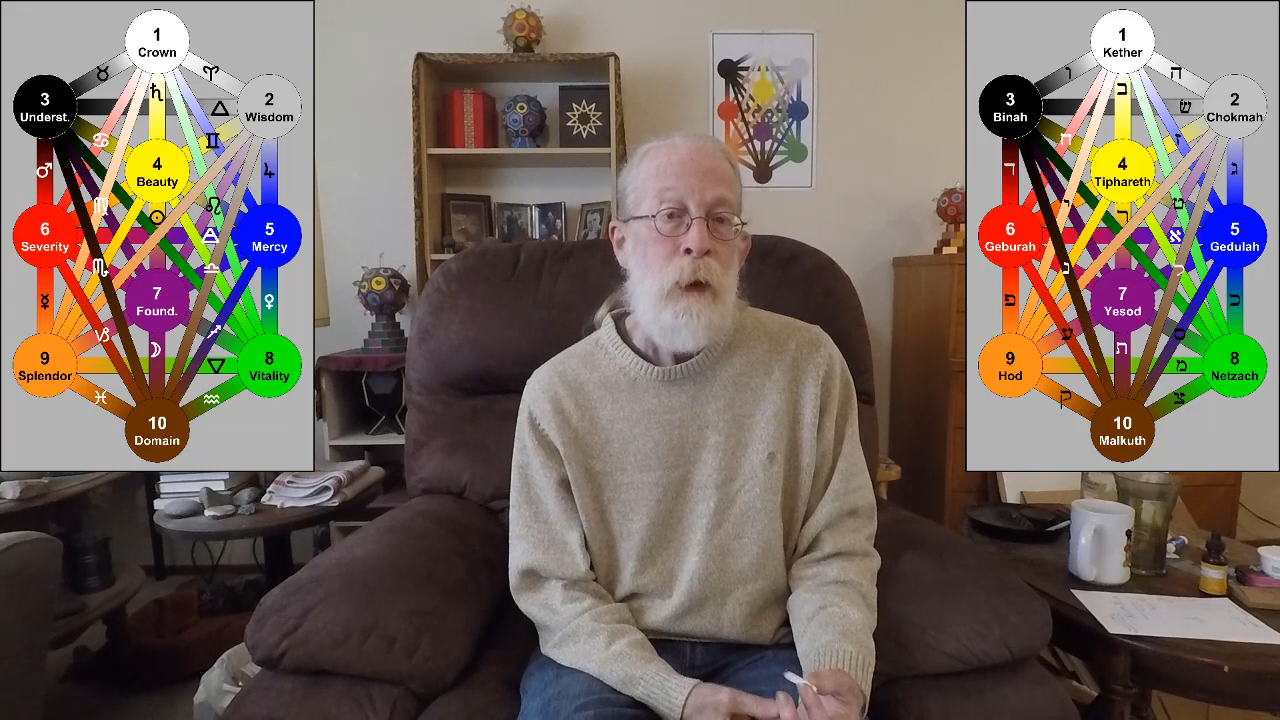 1
Crown
♉ ♈
3
Underst.
2
Wisdom
♄
△
♋ ♊
4
Beauty
♂ ♃
♍ ☉ ♌
6
Severity
5
Mercy
♏ ♎
7
Found.
☿ ♀
♑ ♐
☽
9
Splendor
▽
8
Vitality
♓ ♒
10
Domain
1
Kether
ו ה
3
Binah
2
Chokmah
ב
ש
4
Tiphareth
ד ג
ר
6
Geburah
א
5
Gedulah
7
Yesod
פ
ת
9
Hod
מ
8
Netzach
ק צ
10
Malkuth